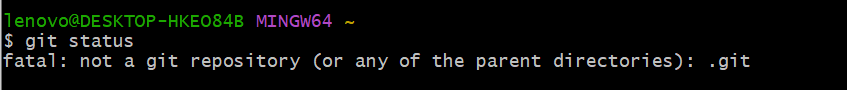 lenovo@DESKTOP-HKEO84B MINGW64 ~
$ git status
fatal: not a git repository (or any of the parent directories): .git